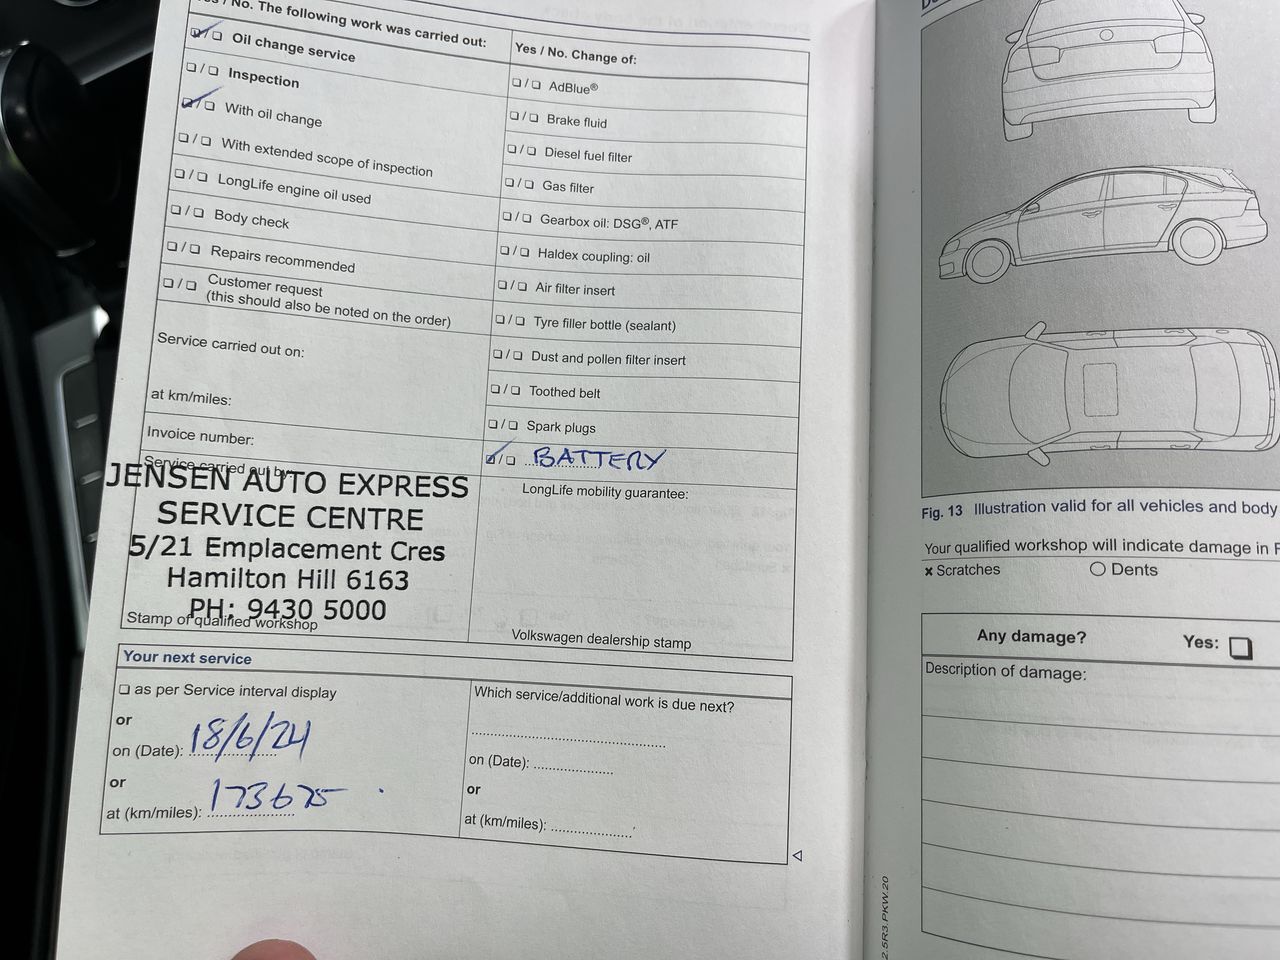 Yes / No. The following work was carried out:
❏/❏ Oil change service
❏/❏ Inspection
❏/❏ With oil change
❏/❏ With extended scope of inspection
❏/❏ LongLife engine oil used
❏/❏ Body check
❏/❏ Repairs recommended
❏/❏ Customer request
(this should also be noted on the order)
Service carried out on:
at km/miles:
Invoice number:
Service carried out by:
JENSEN AUTO EXPRESS
SERVICE CENTRE
5/21 Emplacement Cres
Hamilton Hill 6163
PH: 9430 5000
Stamp of qualified workshop
Yes / No. Change of:
❏/❏ AdBlue®
❏/❏ Brake fluid
❏/❏ Diesel fuel filter
❏/❏ Gas filter
❏/❏ Gearbox oil: DSG®, ATF
❏/❏ Haldex coupling: oil
❏/❏ Air filter insert
❏/❏ Tyre filler bottle (sealant)
❏/❏ Dust and pollen filter insert
❏/❏ Toothed belt
❏/❏ Spark plugs
❏/❏ BATTERY
LongLife mobility guarantee:
Volkswagen dealership stamp
Your next service
❏ as per Service interval display
or
on (Date): 18/6/24
or
at (km/miles): 173675
Which service/additional work is due next?
on (Date): ....................
or
at (km/miles): ....................
Fig. 13 Illustration valid for all vehicles and body
Your qualified workshop will indicate damage in F
× Scratches ○ Dents
Any damage? Yes: ❏
Description of damage:
2.5R3.PKW.20